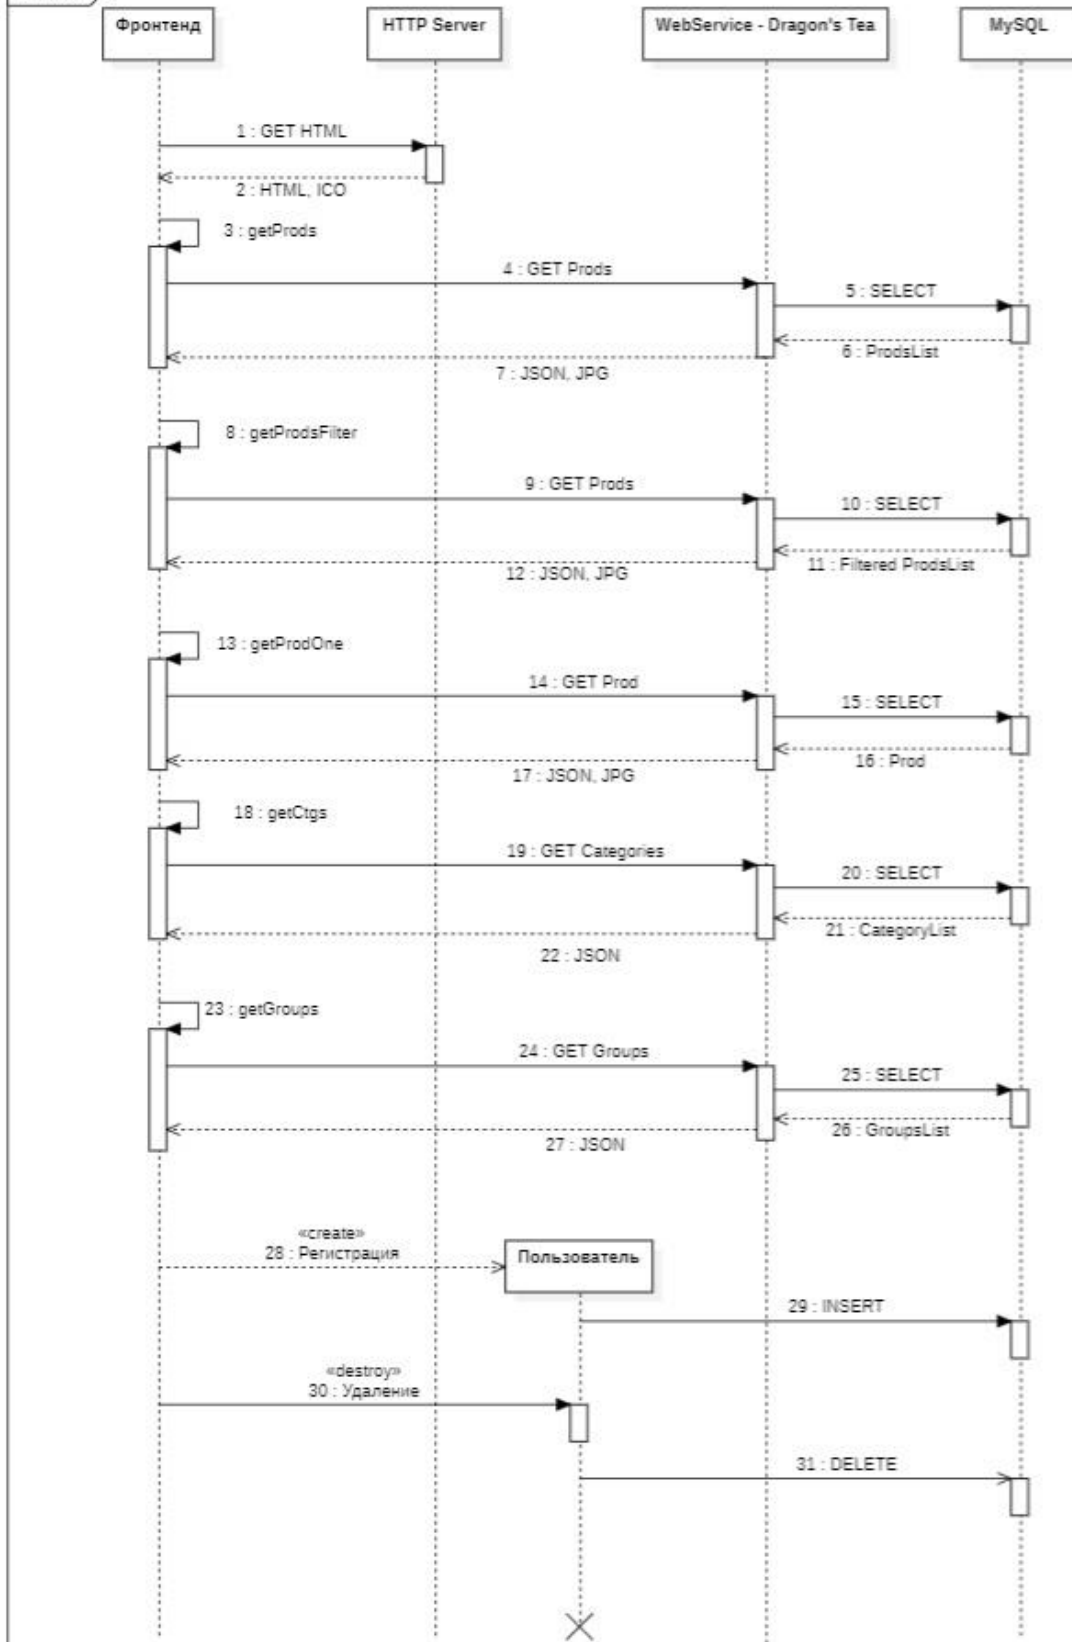 Фронтенд
HTTP Server
WebService - Dragon's Tea
MySQL
1 : GET HTML
2 : HTML, ICO
3 : getProds
4 : GET Prods
5 : SELECT
6 : ProdsList
7 : JSON, JPG
8 : getProdsFilter
9 : GET Prods
10 : SELECT
11 : Filtered ProdsList
12 : JSON, JPG
13 : getProdOne
14 : GET Prod
15 : SELECT
16 : Prod
17 : JSON, JPG
18 : getCtgs
19 : GET Categories
20 : SELECT
21 : CategoryList
22 : JSON
23 : getGroups
24 : GET Groups
25 : SELECT
26 : GroupsList
27 : JSON
«create»
28 : Регистрация
Пользователь
29 : INSERT
«destroy»
30 : Удаление
31 : DELETE